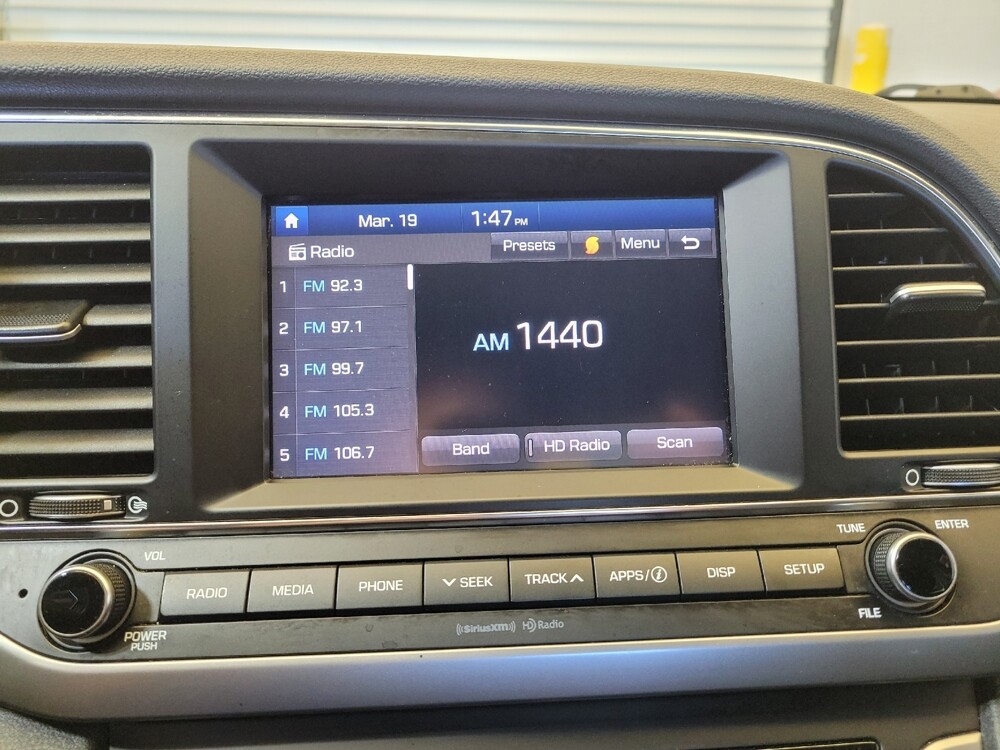 Mar. 19 1:47 PM
Radio Presets Menu
1 FM 92.3
2 FM 97.1
3 FM 99.7
4 FM 105.3
5 FM 106.7
AM 1440
Band HD Radio Scan
VOL
POWER
PUSH
RADIO MEDIA PHONE SEEK TRACK APPS/i DISP SETUP
TUNE ENTER
FILE
((SiriusXM)) HD Radio